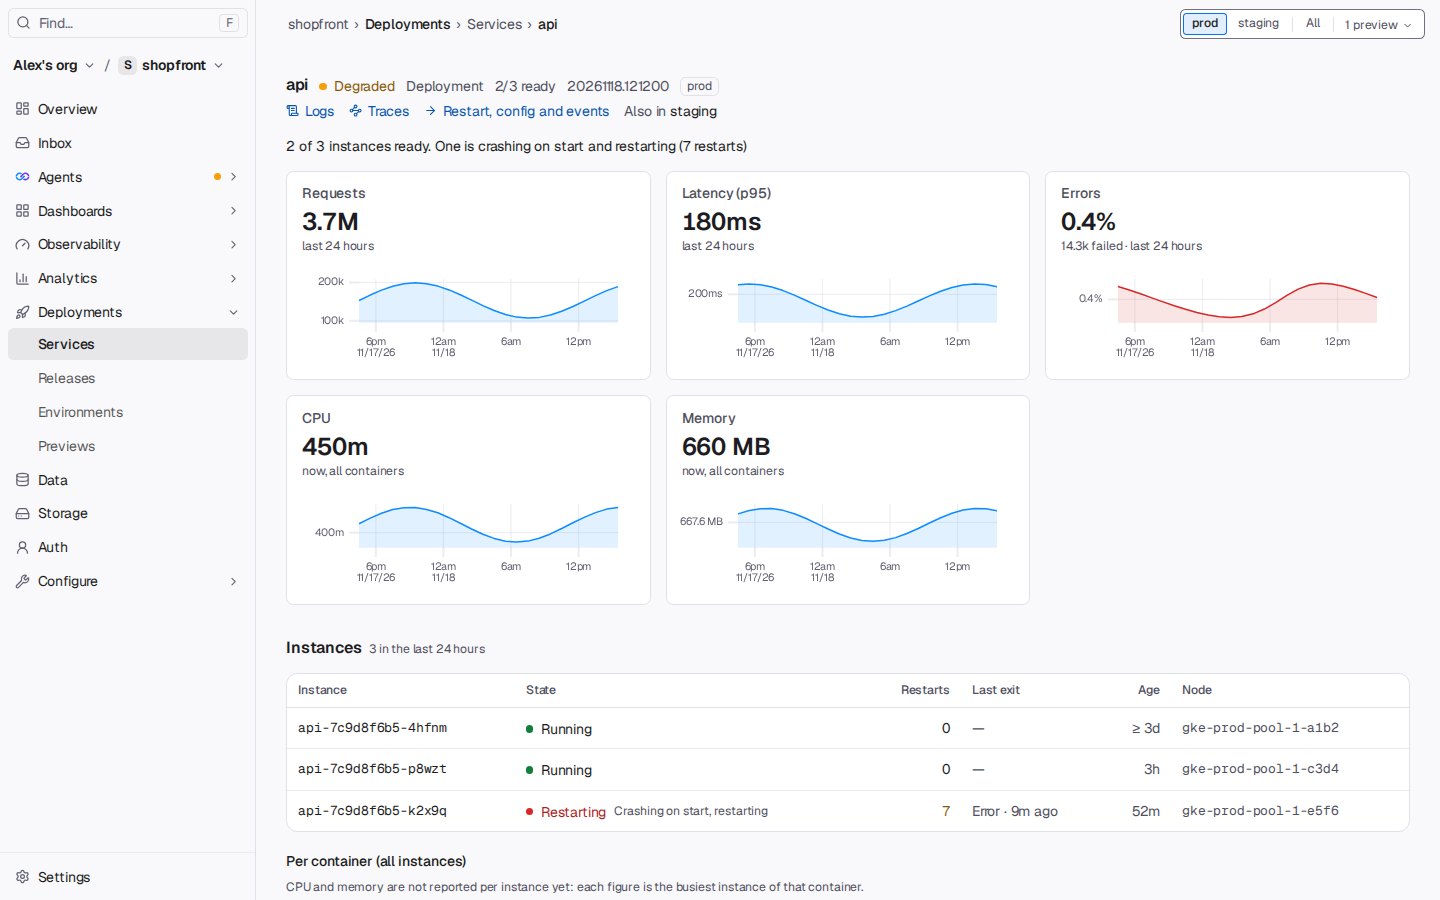 Find... F
Alex's org / S shopfront
Overview
Inbox
Agents
Dashboards
Observability
Analytics
Deployments
Services
Releases
Environments
Previews
Data
Storage
Auth
Configure
Settings
shopfront › Deployments › Services › api
prod staging All 1 preview
api Degraded Deployment 2/3 ready 20261118.121200 prod
Logs Traces Restart, config and events Also in staging
2 of 3 instances ready. One is crashing on start and restarting (7 restarts)
Requests
3.7M
last 24 hours
200k
100k
6pm 12am 6am 12pm
11/17/26 11/18
Latency (p95)
180ms
last 24 hours
200ms
6pm 12am 6am 12pm
11/17/26 11/18
Errors
0.4%
14.3k failed · last 24 hours
0.4%
6pm 12am 6am 12pm
11/17/26 11/18
CPU
450m
now, all containers
400m
6pm 12am 6am 12pm
11/17/26 11/18
Memory
660 MB
now, all containers
667.6 MB
6pm 12am 6am 12pm
11/17/26 11/18
Instances 3 in the last 24 hours
Instance State Restarts Last exit Age Node
api-7c9d8f6b5-4hfnm Running 0 — ≥ 3d gke-prod-pool-1-a1b2
api-7c9d8f6b5-p8wzt Running 0 — 3h gke-prod-pool-1-c3d4
api-7c9d8f6b5-k2x9q Restarting Crashing on start, restarting 7 Error · 9m ago 52m gke-prod-pool-1-e5f6
Per container (all instances)
CPU and memory are not reported per instance yet: each figure is the busiest instance of that container.